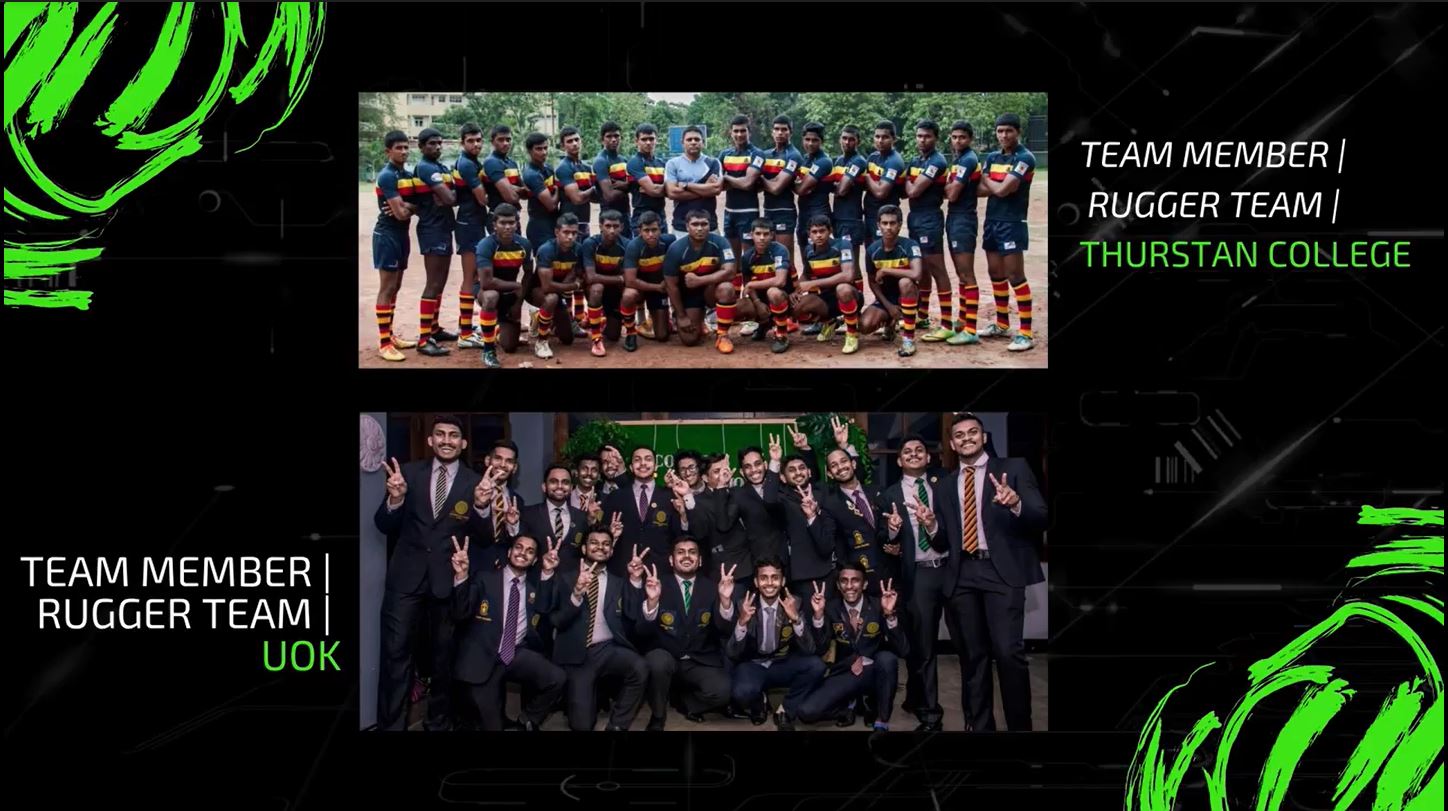 TEAM MEMBER |
RUGGER TEAM |
THURSTAN COLLEGE
TEAM MEMBER |
RUGGER TEAM |
UOK